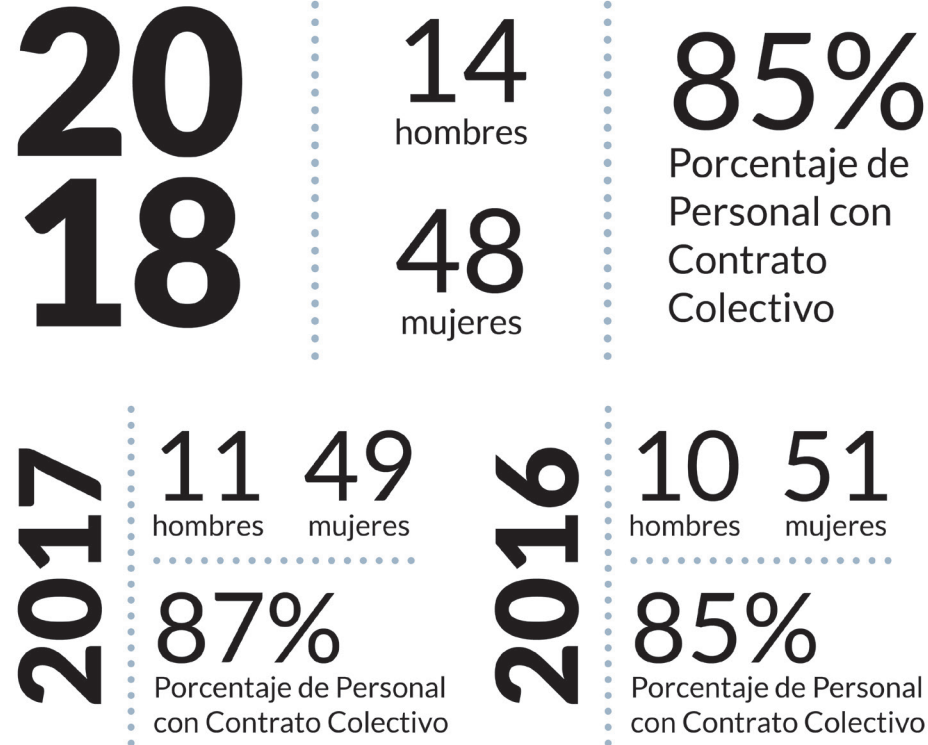 20
18
14
hombres
48
mujeres
85%
Porcentaje de
Personal con
Contrato
Colectivo
2017
11 49
hombres mujeres
87%
Porcentaje de Personal
con Contrato Colectivo
2016
10 51
hombres mujeres
85%
Porcentaje de Personal
con Contrato Colectivo